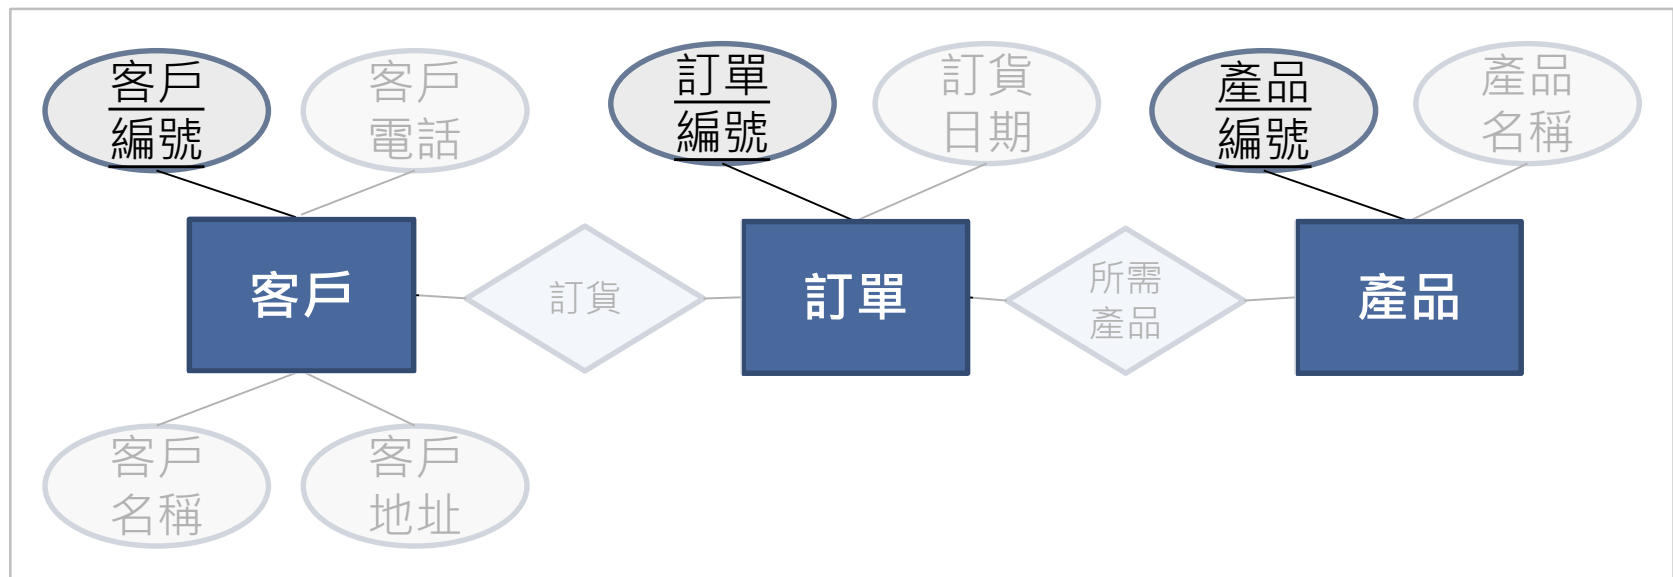 客戶
編號
客戶
電話
訂單
編號
訂貨
日期
產品
編號
產品
名稱
客戶
訂貨
訂單
所需
產品
產品
客戶
名稱
客戶
地址